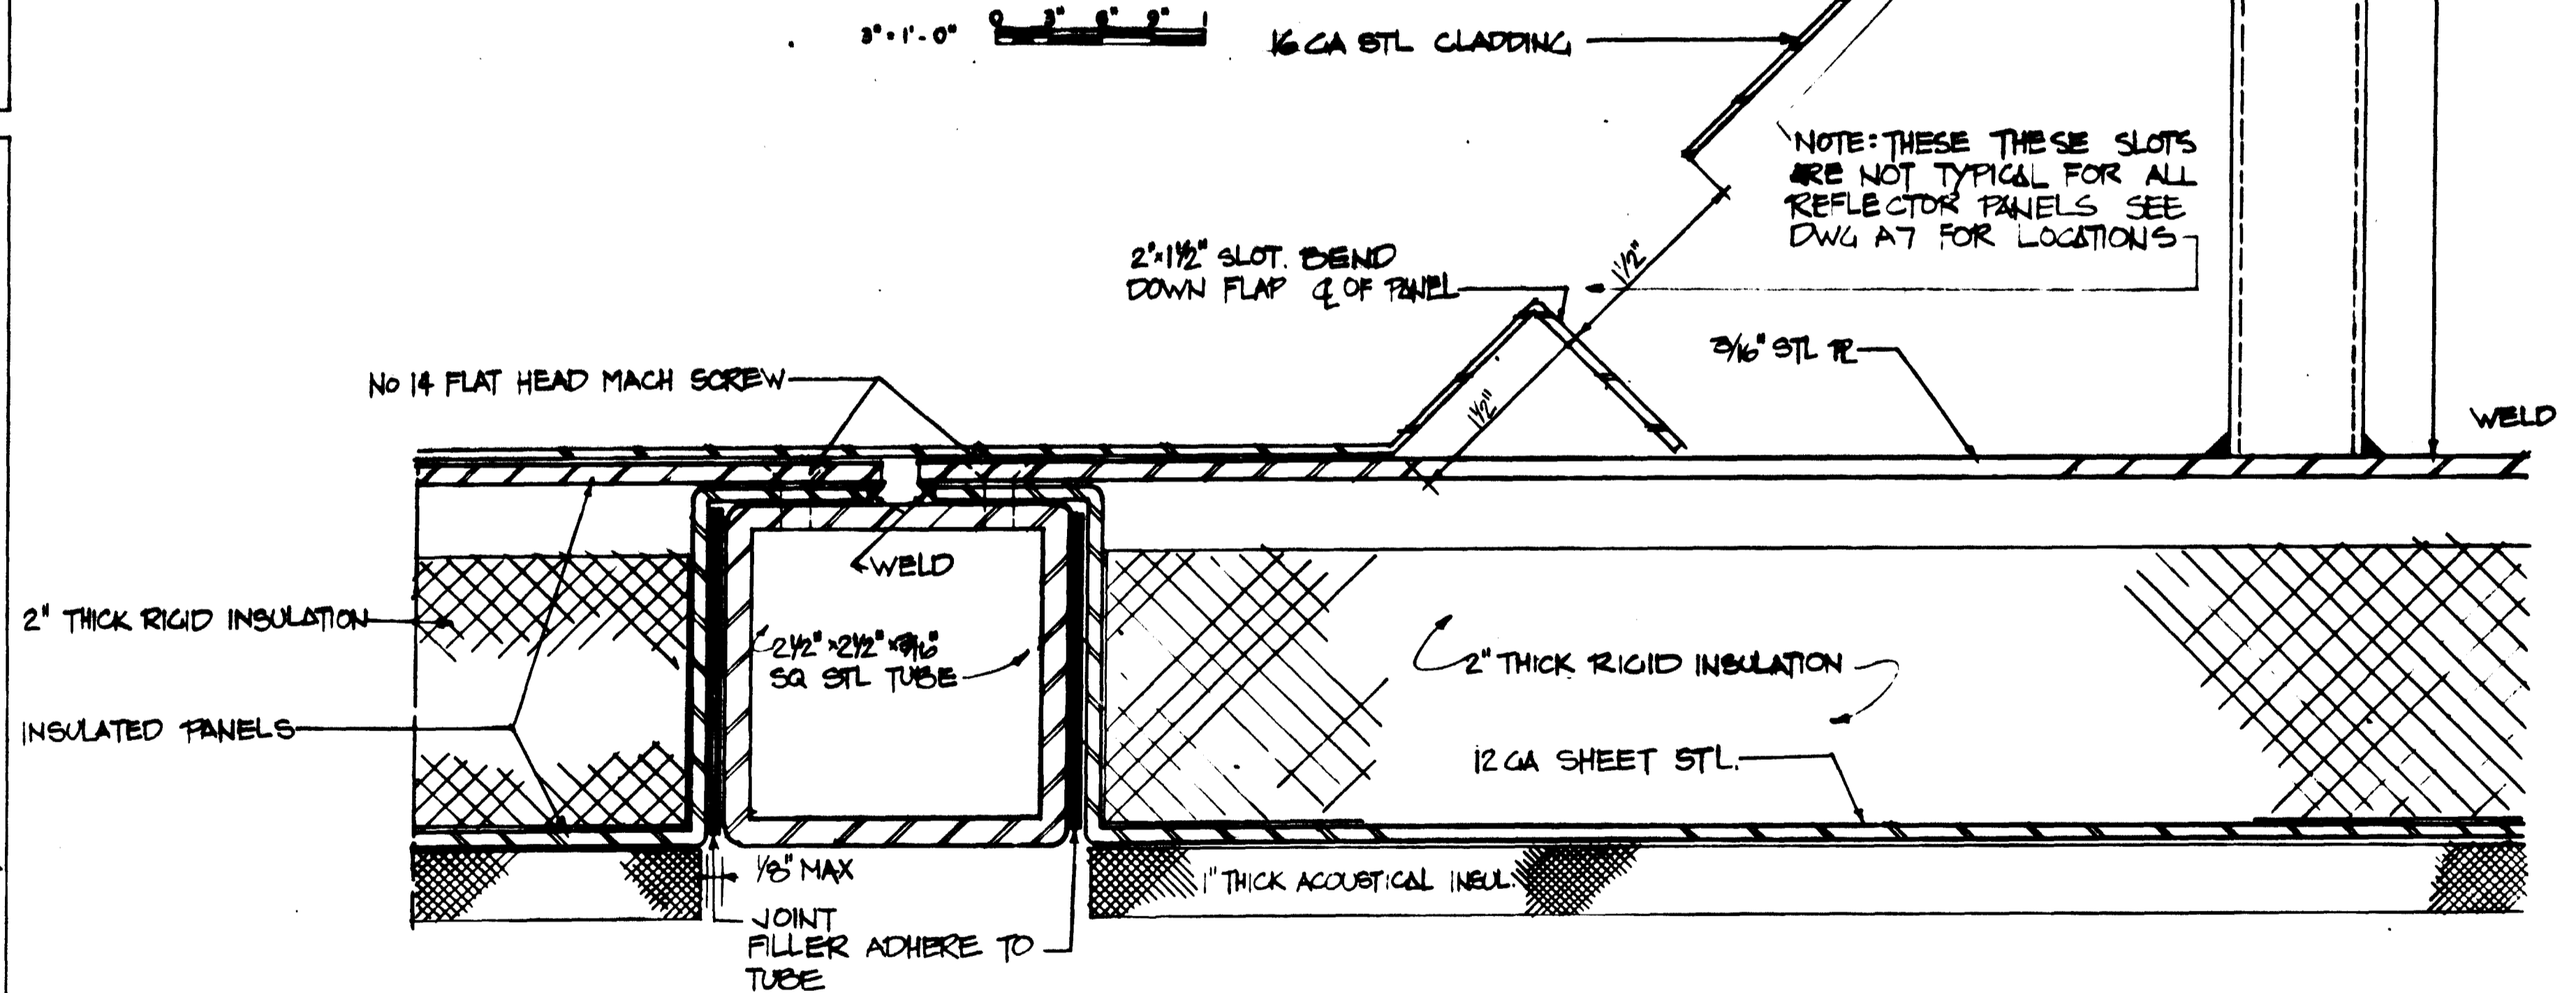 3" = 1'-0"
0 3" 6" 9" 1
16 GA STL CLADDING
NOTE: THESE THESE SLOTS
ARE NOT TYPICAL FOR ALL
REFLECTOR PANELS SEE
DWG A7 FOR LOCATIONS
2"x1½" SLOT. BEND
DOWN FLAP ℄ OF PANEL
1½"
1½"
3/16" STL PL
WELD
NO 14 FLAT HEAD MACH SCREW
WELD
2" THICK RIGID INSULATION
2½"x2½"x3/16"
SQ STL TUBE
2" THICK RIGID INSULATION
INSULATED PANELS
12 GA SHEET STL.
⅛" MAX
1" THICK ACOUSTICAL INSUL.
JOINT
FILLER ADHERE TO
TUBE